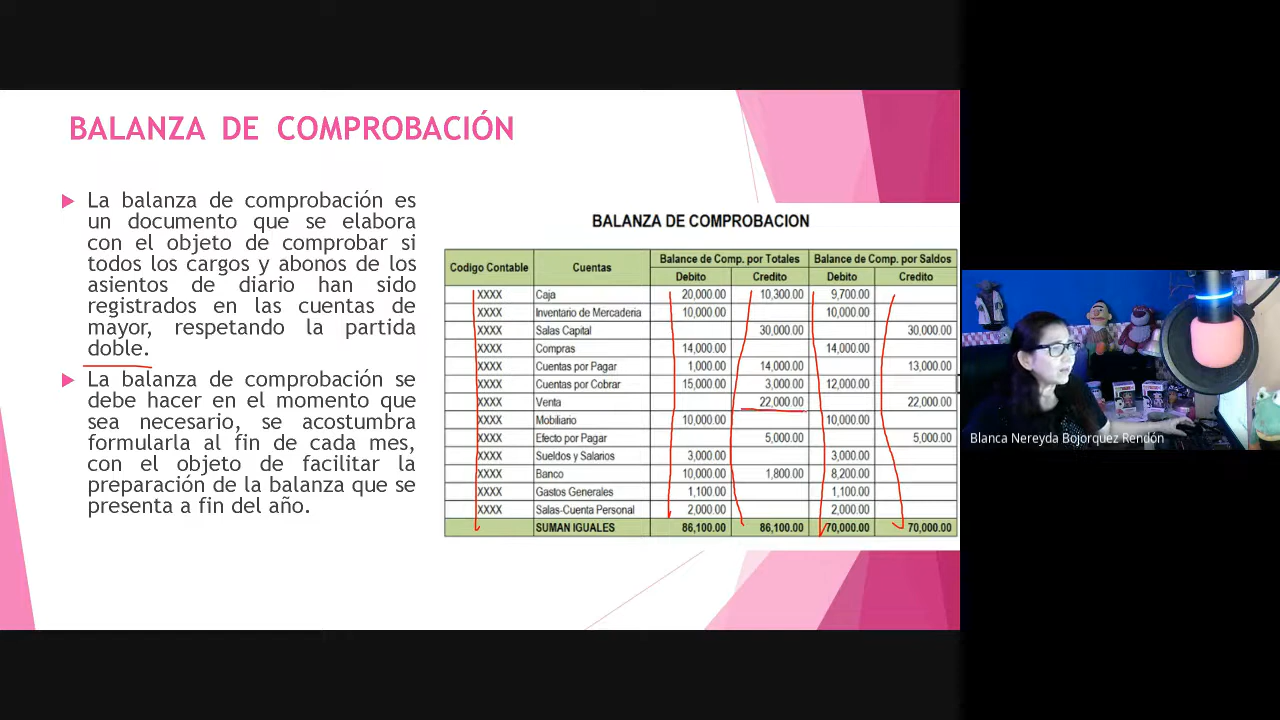 BALANZA DE COMPROBACIÓN
La balanza de comprobación es
un documento que se elabora
con el objeto de comprobar si
todos los cargos y abonos de los
asientos de diario han sido
registrados en las cuentas de
mayor, respetando la partida
doble.
La balanza de comprobación se
debe hacer en el momento que
sea necesario, se acostumbra
formularla al fin de cada mes,
con el objeto de facilitar la
preparación de la balanza que se
presenta a fin del año.
BALANZA DE COMPROBACION
Codigo Contable Cuentas Balance de Comp. por Totales Balance de Comp. por Saldos
Debito Credito Debito Credito
XXXX Caja 20,000.00 10,300.00 9,700.00
XXXX Inventario de Mercaderia 10,000.00 10,000.00
XXXX Salas Capital 30,000.00 30,000.00
XXXX Compras 14,000.00 14,000.00
XXXX Cuentas por Pagar 1,000.00 14,000.00 13,000.00
XXXX Cuentas por Cobrar 15,000.00 3,000.00 12,000.00
XXXX Venta 22,000.00 22,000.00
XXXX Mobiliario 10,000.00 10,000.00
XXXX Efecto por Pagar 5,000.00 5,000.00
XXXX Sueldos y Salarios 3,000.00 3,000.00
XXXX Banco 10,000.00 1,800.00 8,200.00
XXXX Gastos Generales 1,100.00 1,100.00
XXXX Salas-Cuenta Personal 2,000.00 2,000.00
SUMAN IGUALES 86,100.00 86,100.00 70,000.00 70,000.00
Blanca Nereyda Bojorquez Rendón